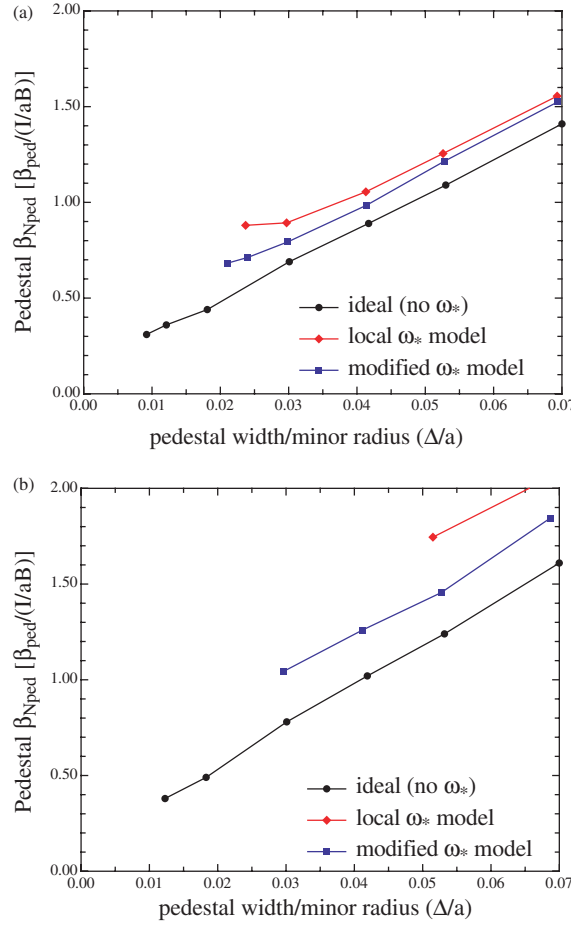 (a)
2.00
1.50
1.00
0.50
0.00
Pedestal βNped [βped/(I/aB)]
ideal (no ω*)
local ω* model
modified ω* model
0.00 0.01 0.02 0.03 0.04 0.05 0.06 0.07
pedestal width/minor radius (Δ/a)
(b)
2.00
1.50
1.00
0.50
0.00
Pedestal βNped [βped/(I/aB)]
ideal (no ω*)
local ω* model
modified ω* model
0.00 0.01 0.02 0.03 0.04 0.05 0.06 0.07
pedestal width/minor radius (Δ/a)